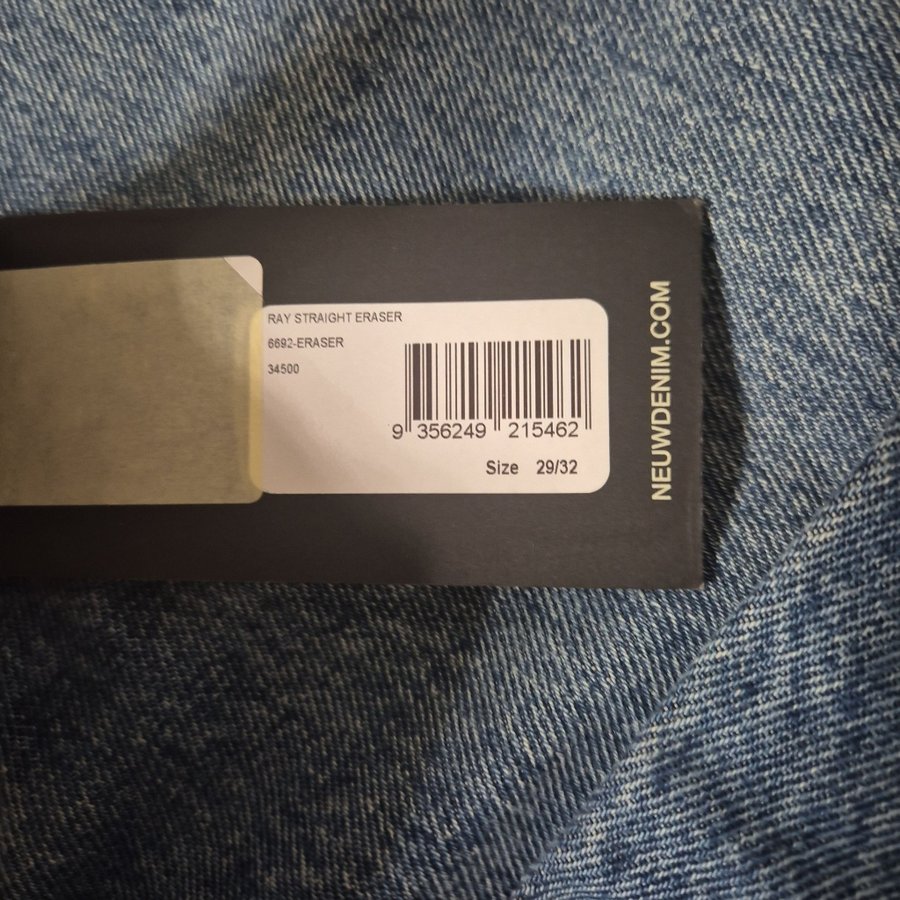 RAY STRAIGHT ERASER
6692-ERASER
34500
9 356249 215462
Size 29/32
NEUWDENIM.COM